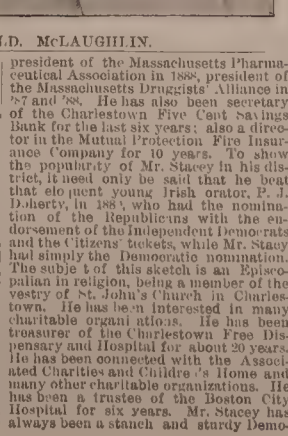 .D. McLAUGHLIN.
president of the Massachusetts Pharma-
ceutical Association in 1888, president of
the Massachusetts Druggists' Alliance in
'87 and '88. He has also been secretary
of the Charlestown Five Cent Savings
Bank for the last six years; also a direc-
tor in the Mutual Protection Fire Insur-
ance Company for 10 years. To show
the popularity of Mr. Stacey in his dis-
trict, it need only be said that he beat
that elo uent young Irish orator, P. J.
Doherty, in 188 , who had the nomina-
tion of the Republicans with the en-
dorsement of the Independent Democrats
and the Citizens' tickets, while Mr. Stacy
had simply the Democratic nomination.
The subje t of this sketch is an Episco-
palian in religion, being a member of the
vestry of St. John's Church in Charles-
town. He has been interested in many
charitable organi ations. He has been
treasurer of the Charlestown Free Dis-
pensary and Hospital for about 20 years.
He has been connected with the Associ-
ated Charities and Childre 's Home and
many other charitable organizations. He
has been a trustee of the Boston City
Hospital for six years. Mr. Stacey has
always been a stanch and sturdy Demo-